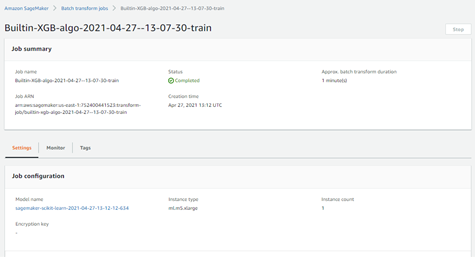 Amazon SageMaker > Batch transform jobs > Builtin-XGB-algo-2021-04-27--13-07-30-train
Builtin-XGB-algo-2021-04-27--13-07-30-train
Stop
Job summary
Job name
Builtin-XGB-algo-2021-04-27--13-07-30-train
Status
Completed
Approx. batch transform duration
1 minute(s)
Job ARN
arn:aws:sagemaker:us-east-1:752400441523:transform-
job/builtin-xgb-algo-2021-04-27--13-07-30-train
Creation time
Apr 27, 2021 13:12 UTC
Settings
Monitor
Tags
Job configuration
Model name
sagemaker-scikit-learn-2021-04-27-13-12-12-634
Instance type
ml.m5.xlarge
Instance count
1
Encryption key
-